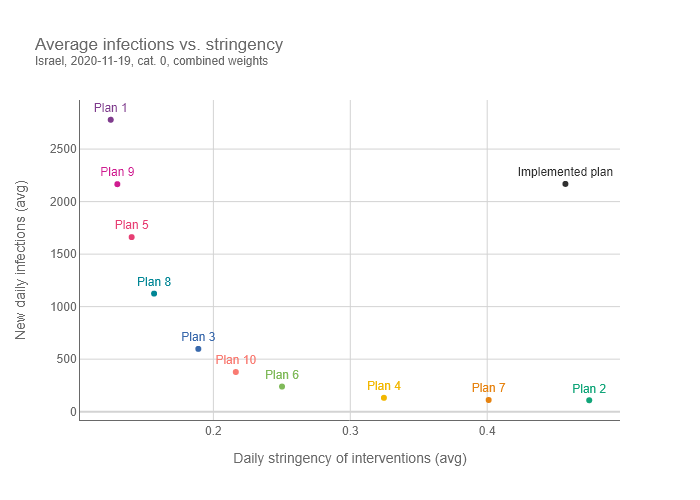 Average infections vs. stringency
Israel, 2020-11-19, cat. 0, combined weights
Plan 1
2500
Plan 9
Implemented plan
2000
Plan 5
1500
Plan 8
1000
Plan 3
500
Plan 10
Plan 6
Plan 4
Plan 7
Plan 2
0
0.2
0.3
0.4
New daily infections (avg)
Daily stringency of interventions (avg)